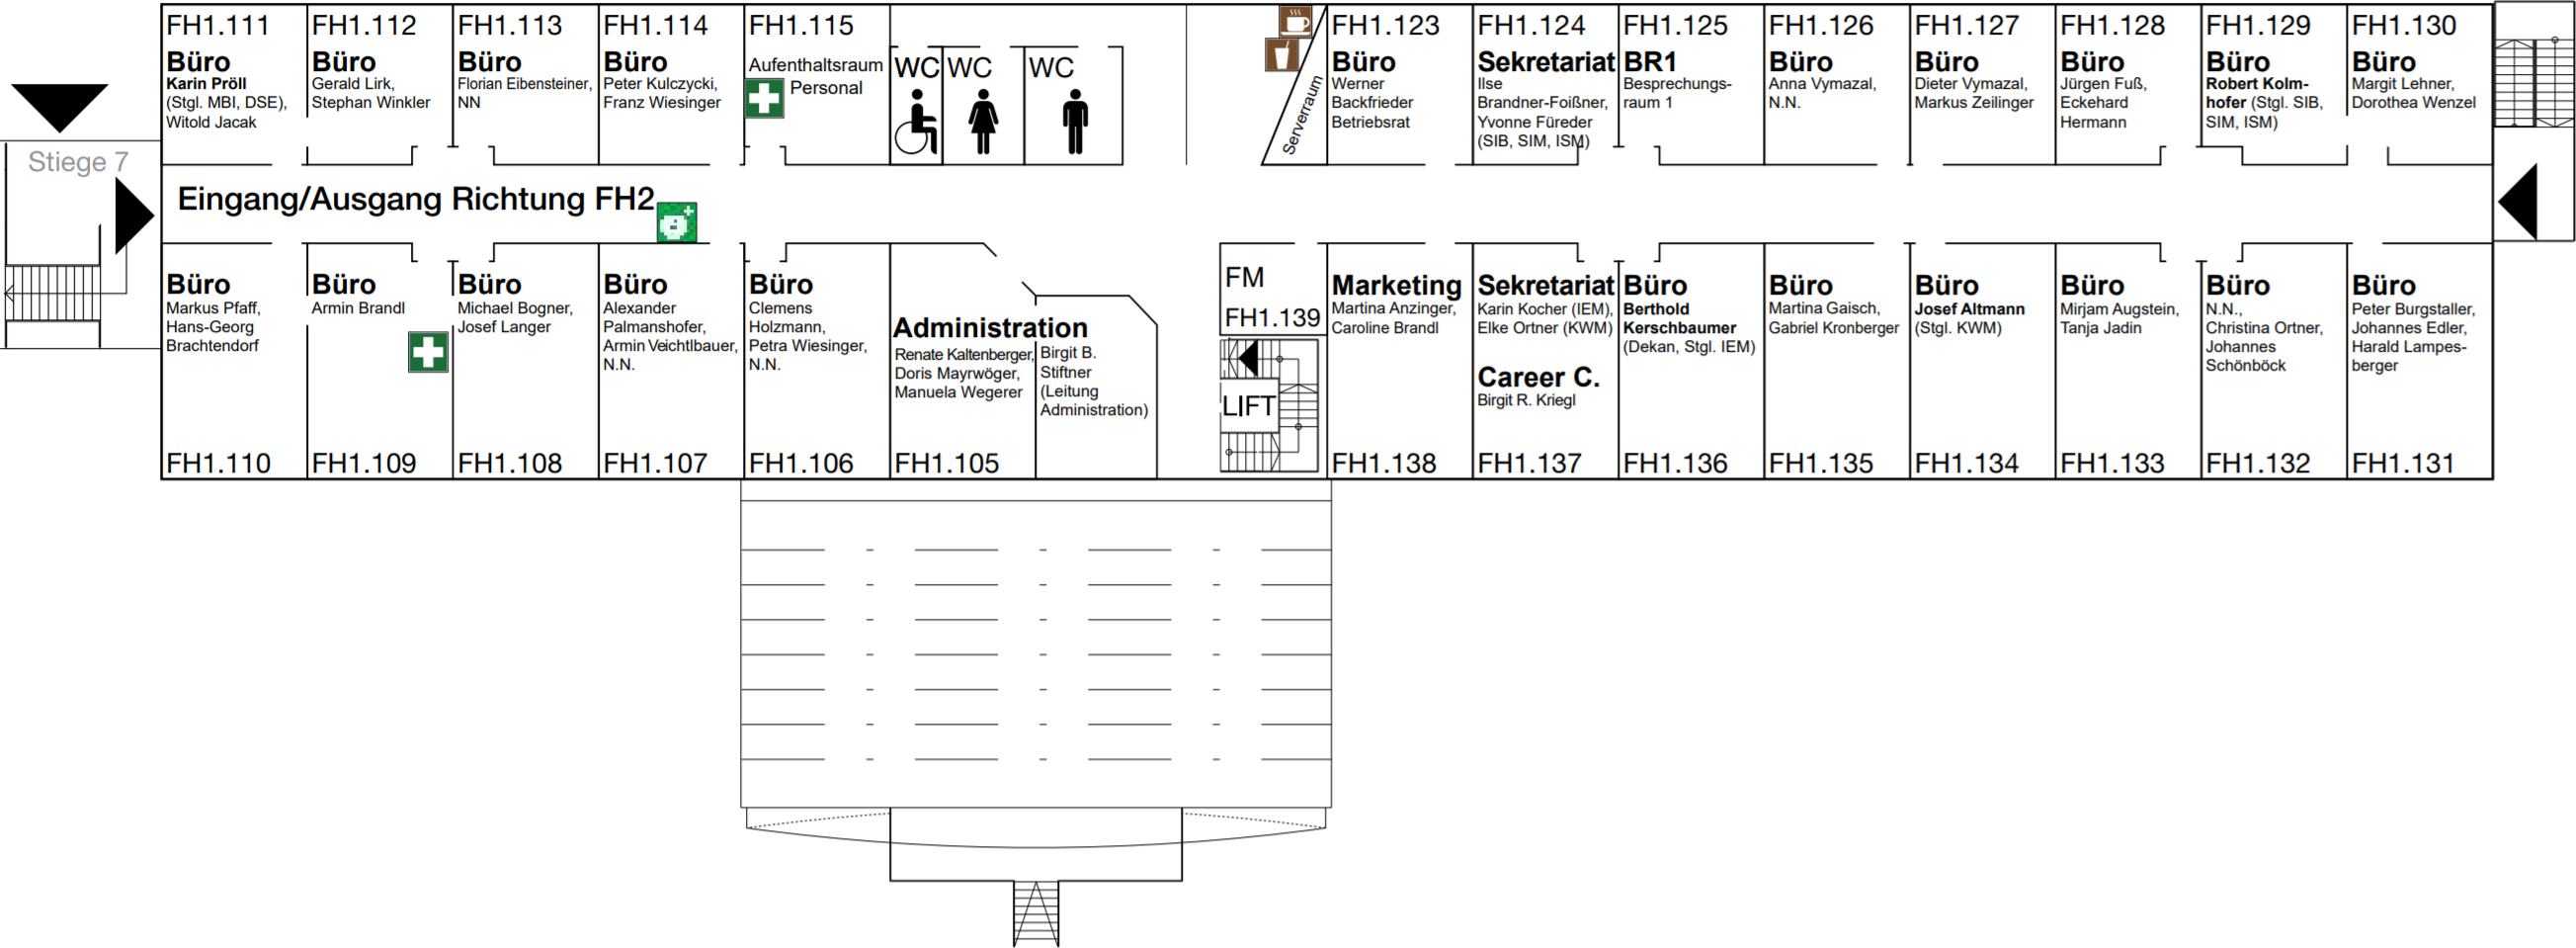 FH1.111
Büro
Karin Pröll
(Stgl. MBI, DSE),
Witold Jacak
FH1.112
Büro
Gerald Lirk,
Stephan Winkler
FH1.113
Büro
Florian Eibensteiner,
NN
FH1.114
Büro
Peter Kulczycki,
Franz Wiesinger
FH1.115
Aufenthaltsraum
Personal
WC
WC
WC
Serverraum
FH1.123
Büro
Werner
Backfrieder
Betriebsrat
FH1.124
Sekretariat
Ilse
Brandner-Foißner,
Yvonne Füreder
(SIB, SIM, ISM)
FH1.125
BR1
Besprechungs-
raum 1
FH1.126
Büro
Anna Vymazal,
N.N.
FH1.127
Büro
Dieter Vymazal,
Markus Zeilinger
FH1.128
Büro
Jürgen Fuß,
Eckehard
Hermann
FH1.129
Büro
Robert Kolm-
hofer (Stgl. SIB,
SIM, ISM)
FH1.130
Büro
Margit Lehner,
Dorothea Wenzel
Stiege 7
Eingang/Ausgang Richtung FH2
Büro
Markus Pfaff,
Hans-Georg
Brachtendorf
FH1.110
Büro
Armin Brandl
FH1.109
Büro
Michael Bogner,
Josef Langer
FH1.108
Büro
Alexander
Palmanshofer,
Armin Veichtlbauer,
N.N.
FH1.107
Büro
Clemens
Holzmann,
Petra Wiesinger,
N.N.
FH1.106
Administration
Renate Kaltenberger,
Doris Mayrwöger,
Manuela Wegerer
FH1.105
Birgit B.
Stiftner
(Leitung
Administration)
FM
FH1.139
LIFT
Marketing
Martina Anzinger,
Caroline Brandl
FH1.138
Sekretariat
Karin Kocher (IEM),
Elke Ortner (KWM)
Career C.
Birgit R. Kriegl
FH1.137
Büro
Berthold
Kerschbaumer
(Dekan, Stgl. IEM)
FH1.136
Büro
Martina Gaisch,
Gabriel Kronberger
FH1.135
Büro
Josef Altmann
(Stgl. KWM)
FH1.134
Büro
Mirjam Augstein,
Tanja Jadin
FH1.133
Büro
N.N.,
Christina Ortner,
Johannes
Schönböck
FH1.132
Büro
Peter Burgstaller,
Johannes Edler,
Harald Lampes-
berger
FH1.131